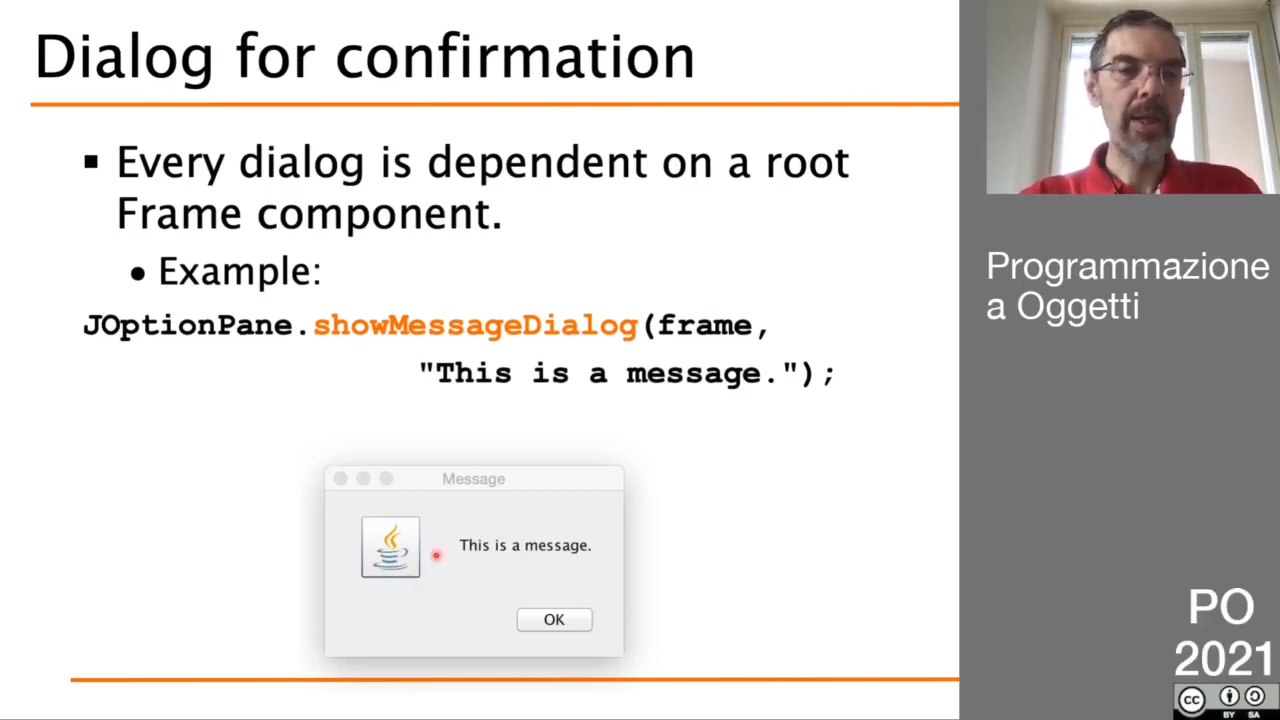 Dialog for confirmation
▪ Every dialog is dependent on a root
Frame component.
• Example:
JOptionPane.showMessageDialog(frame,
"This is a message.");
Message
This is a message.
OK
Programmazione
a Oggetti
PO
2021
CC
BY SA